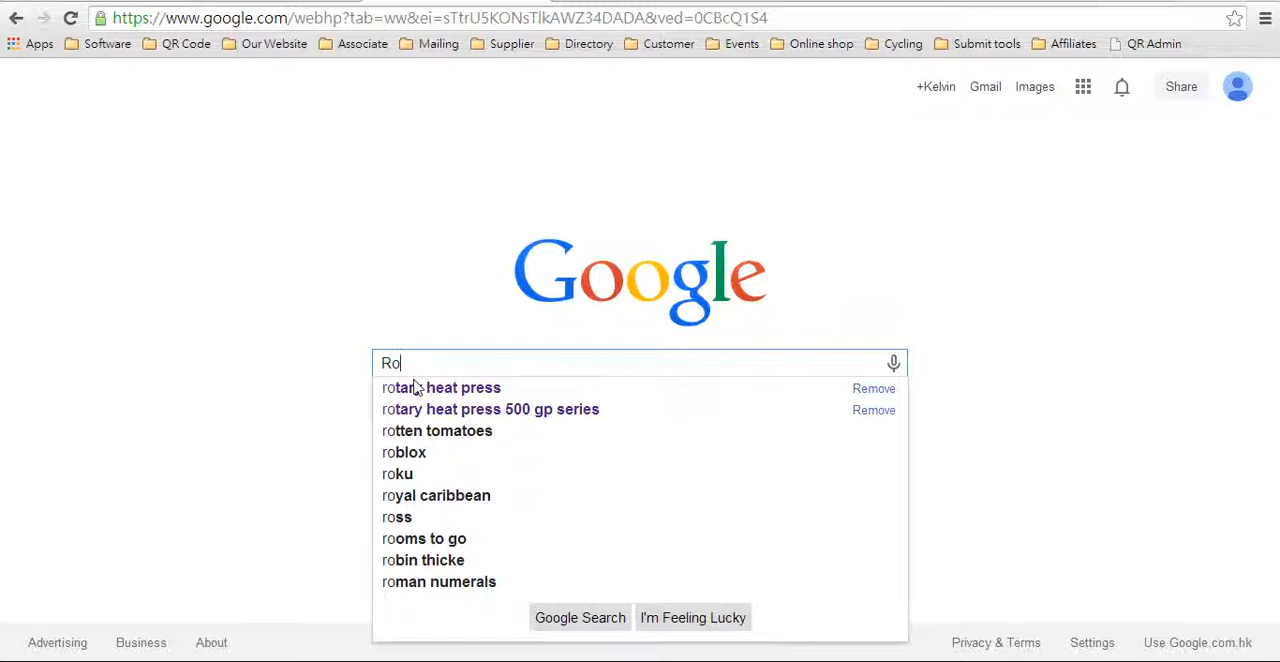 https://www.google.com/webhp?tab=ww&ei=sTtrU5KONsTlkAWZ34DADA&ved=0CBcQ1S4
Apps Software QR Code Our Website Associate Mailing Supplier Directory Customer Events Online shop Cycling Submit tools Affiliates QR Admin
+Kelvin Gmail Images Share
Google
Ro
rotary heat press Remove
rotary heat press 500 gp series Remove
rotten tomatoes
roblox
roku
royal caribbean
ross
rooms to go
robin thicke
roman numerals
Google Search I'm Feeling Lucky
Advertising Business About Privacy & Terms Settings Use Google.com.hk